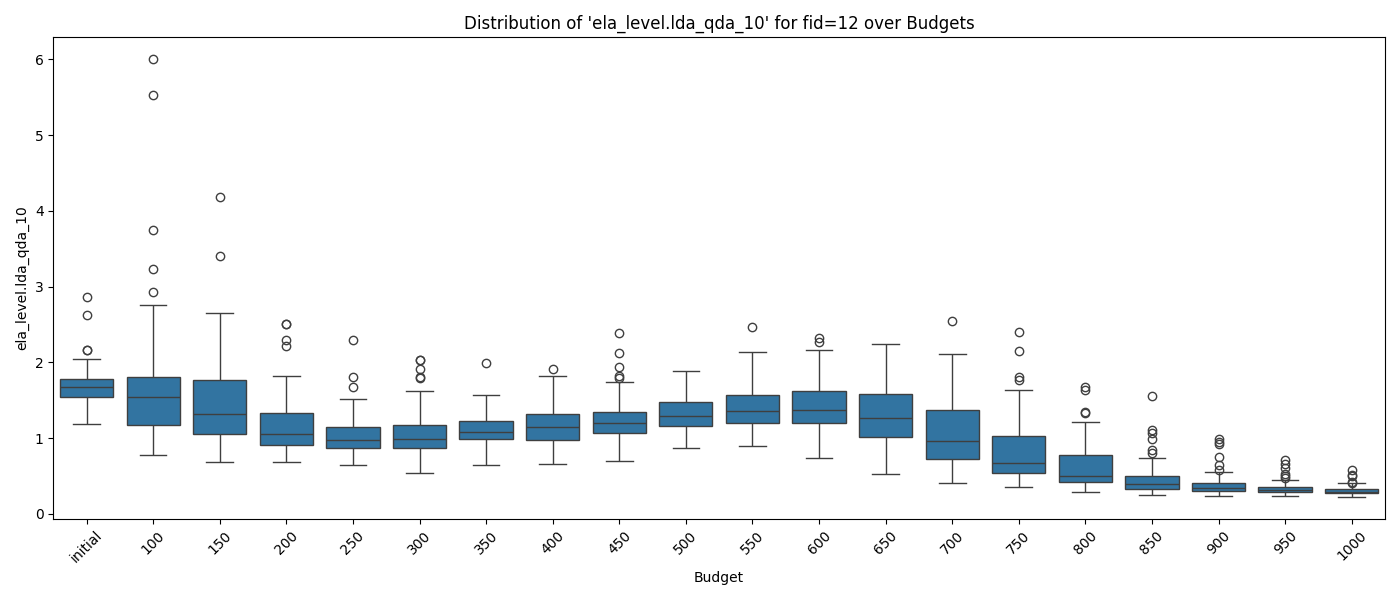 Distribution of 'ela_level.lda_qda_10' for fid=12 over Budgets
ela_level.lda_qda_10
6
5
4
3
2
1
0
initial 100 150 200 250 300 350 400 450 500 550 600 650 700 750 800 850 900 950 1000
Budget